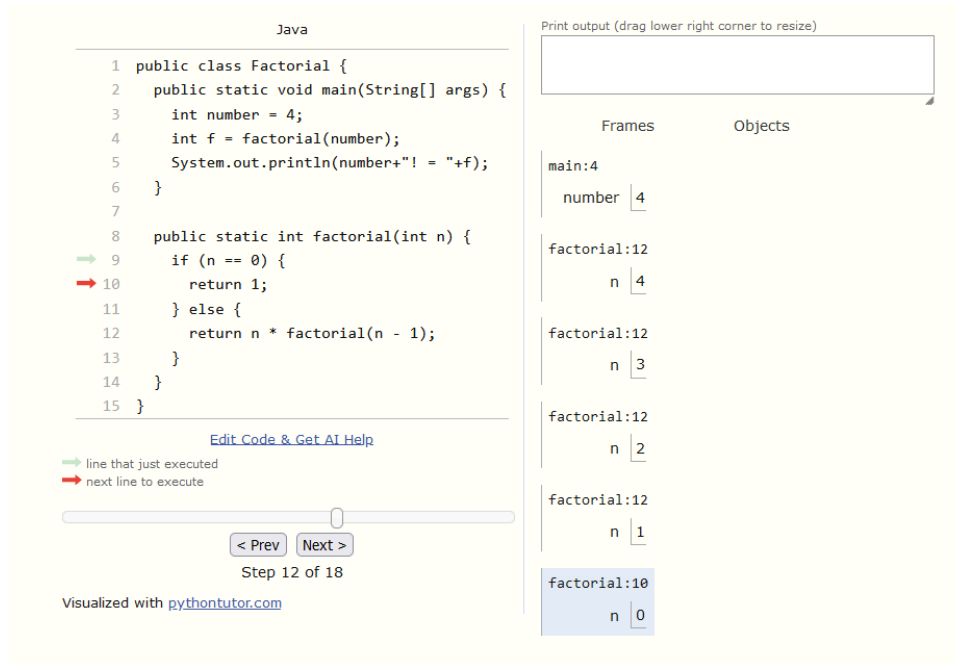 Java
1 public class Factorial {
2   public static void main(String[] args) {
3     int number = 4;
4     int f = factorial(number);
5     System.out.println(number+"! = "+f);
6   }
7
8   public static int factorial(int n) {
9     if (n == 0) {
10       return 1;
11     } else {
12       return n * factorial(n - 1);
13     }
14   }
15 }
Edit Code & Get AI Help
line that just executed
next line to execute
< Prev Next >
Step 12 of 18
Visualized with pythontutor.com
Print output (drag lower right corner to resize)
Frames Objects
main:4
number 4
factorial:12
n 4
factorial:12
n 3
factorial:12
n 2
factorial:12
n 1
factorial:10
n 0